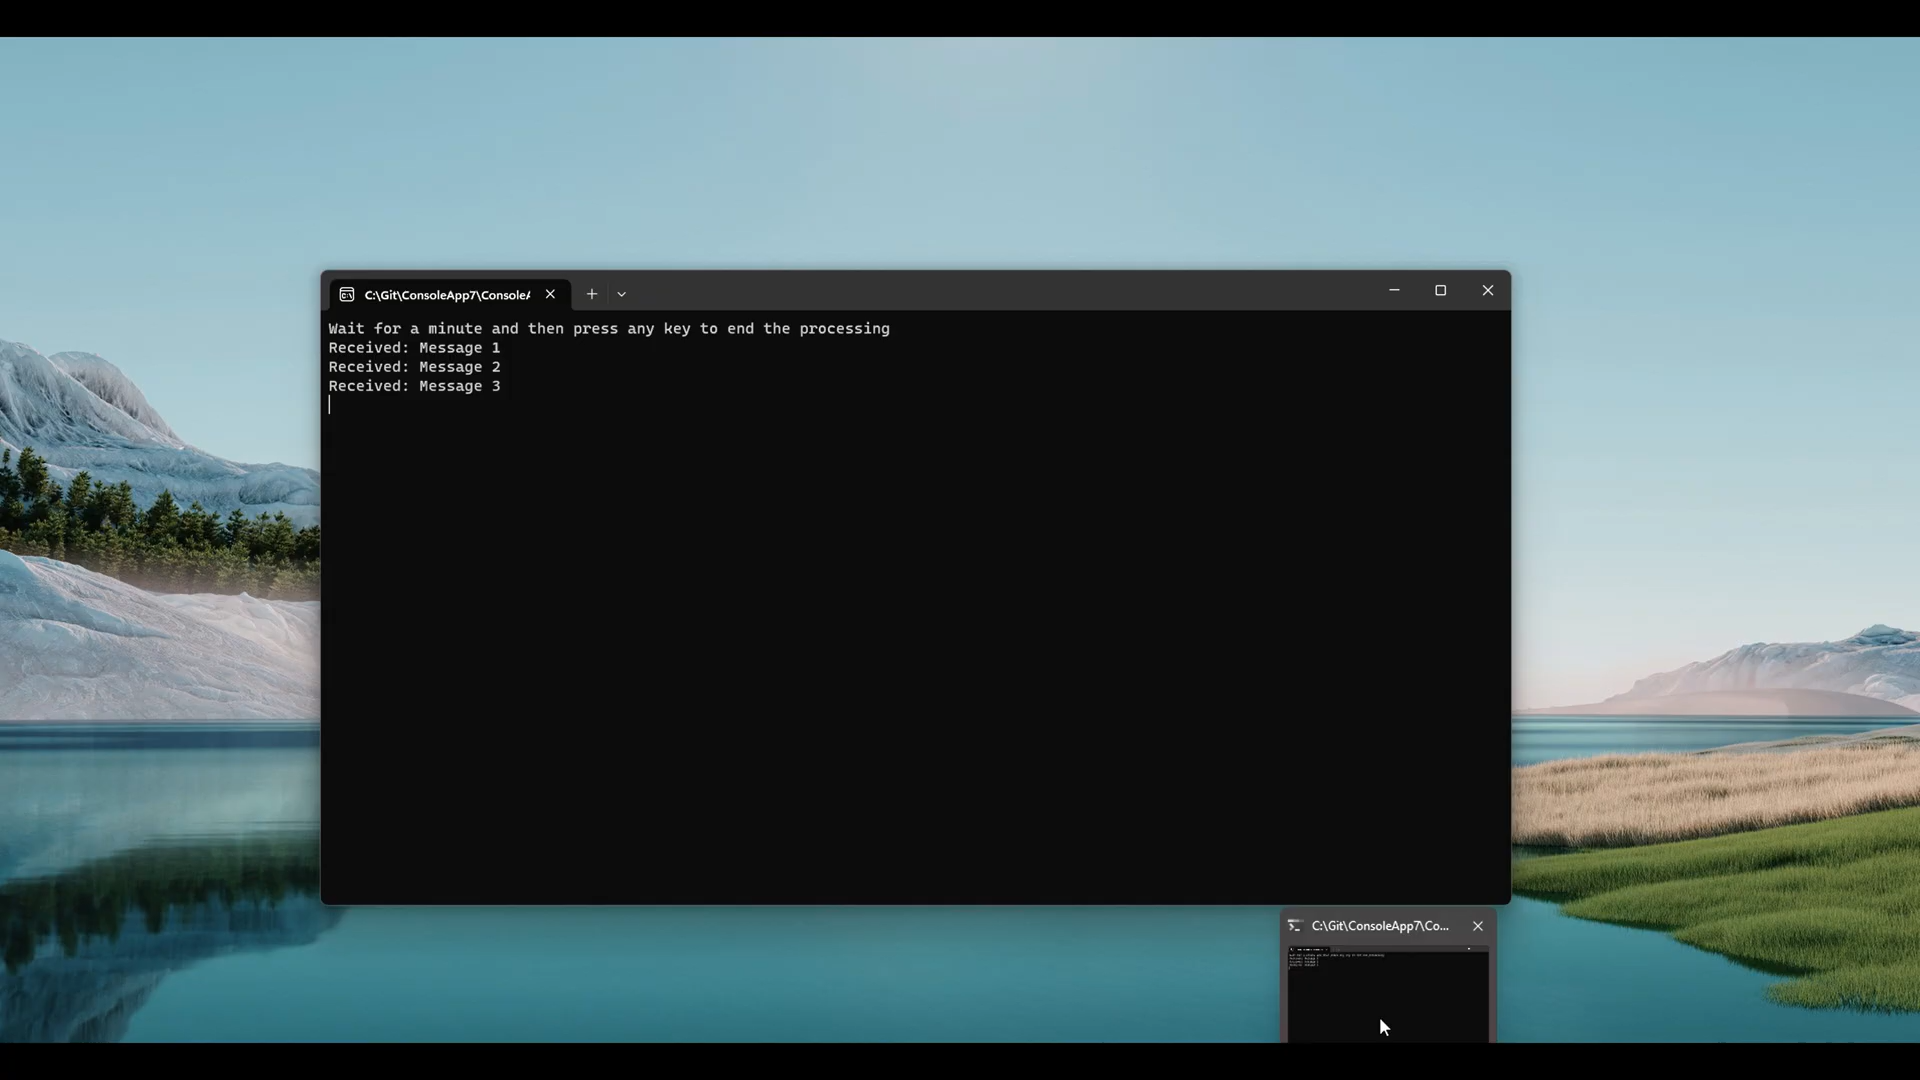 C:\Git\ConsoleApp7\Console
Wait for a minute and then press any key to end the processing
Received: Message 1
Received: Message 2
Received: Message 3
C:\Git\ConsoleApp7\Co...